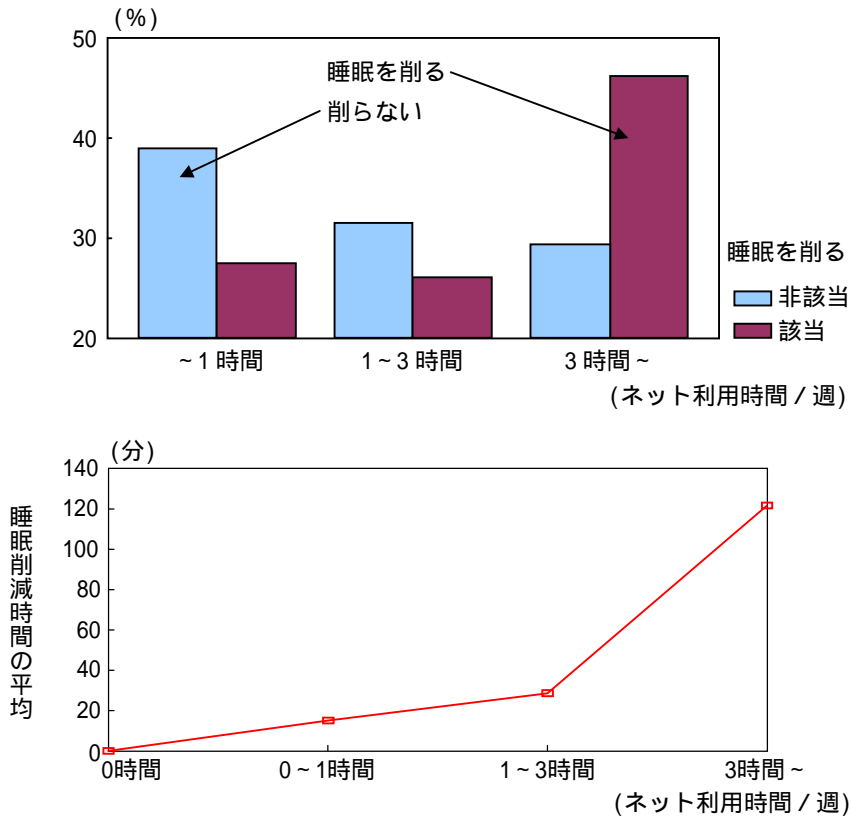 (%)
50
40
30
20
睡眠を削る
削らない
睡眠を削る
非該当
該当
~1時間
1~3時間
3時間~
(ネット利用時間/週)
(分)
140
120
100
80
60
40
20
0
睡眠削減時間の平均
0時間
0~1時間
1~3時間
3時間~
(ネット利用時間/週)